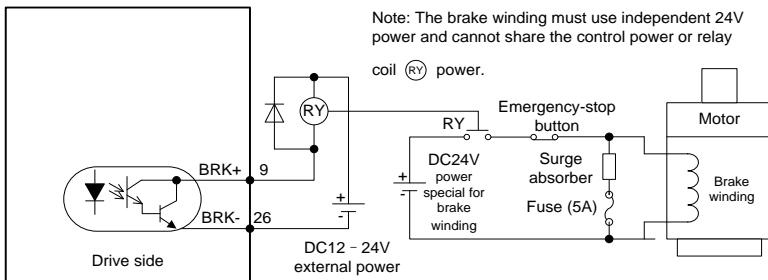 Note: The brake winding must use independent 24V
power and cannot share the control power or relay
coil RY power.
RY
Emergency-stop
button
RY
Motor
BRK+ 9
DC24V
power
special for
brake
winding
Surge
absorber
Fuse (5A)
Brake
winding
BRK- 26
Drive side
DC12 - 24V
external power
+
-
+
-